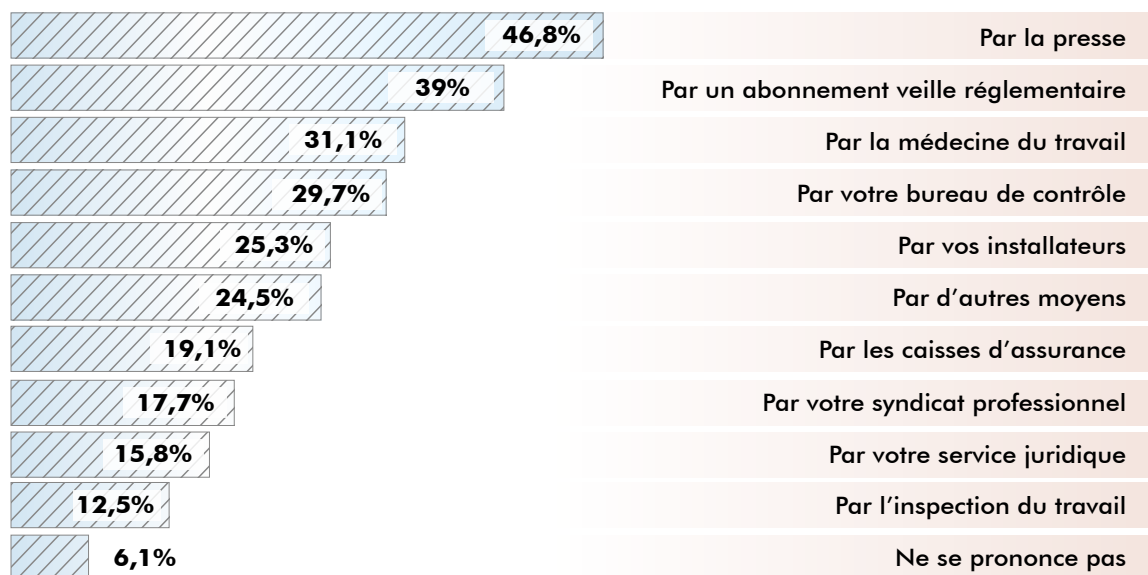 46,8% Par la presse
39% Par un abonnement veille réglementaire
31,1% Par la médecine du travail
29,7% Par votre bureau de contrôle
25,3% Par vos installateurs
24,5% Par d’autres moyens
19,1% Par les caisses d’assurance
17,7% Par votre syndicat professionnel
15,8% Par votre service juridique
12,5% Par l’inspection du travail
6,1% Ne se prononce pas